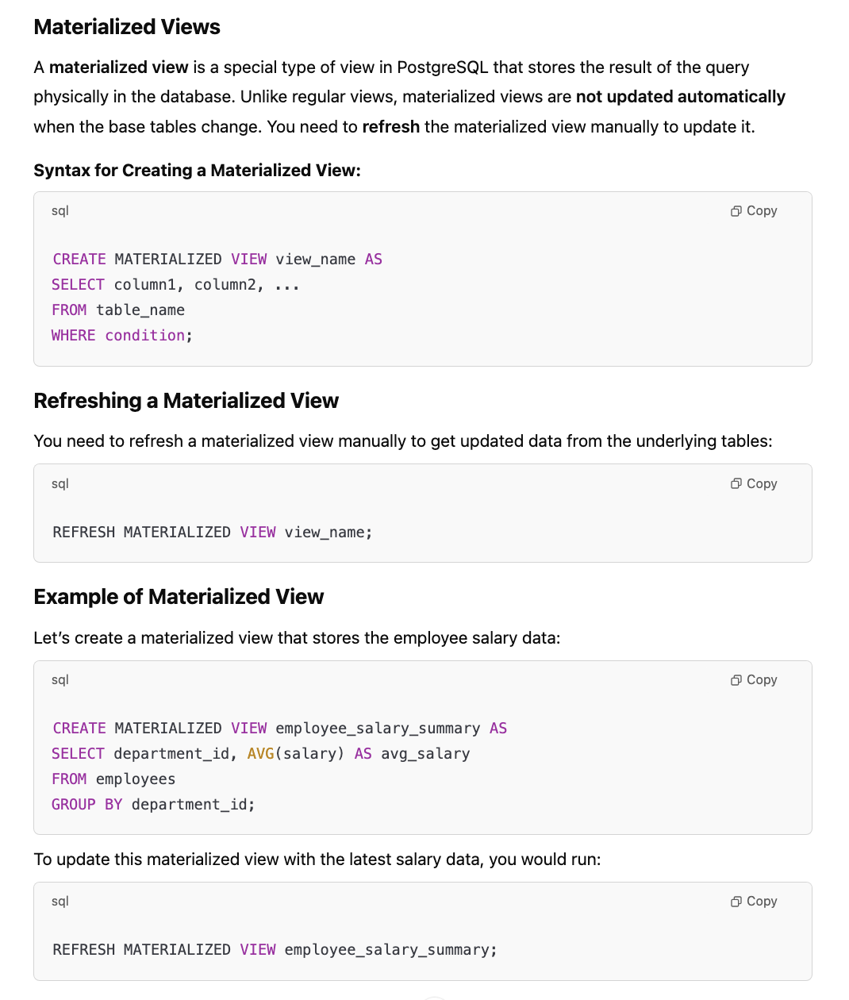 Materialized Views
A materialized view is a special type of view in PostgreSQL that stores the result of the query
physically in the database. Unlike regular views, materialized views are not updated automatically
when the base tables change. You need to refresh the materialized view manually to update it.
Syntax for Creating a Materialized View:
sql Copy
CREATE MATERIALIZED VIEW view_name AS
SELECT column1, column2, ...
FROM table_name
WHERE condition;
Refreshing a Materialized View
You need to refresh a materialized view manually to get updated data from the underlying tables:
sql Copy
REFRESH MATERIALIZED VIEW view_name;
Example of Materialized View
Let’s create a materialized view that stores the employee salary data:
sql Copy
CREATE MATERIALIZED VIEW employee_salary_summary AS
SELECT department_id, AVG(salary) AS avg_salary
FROM employees
GROUP BY department_id;
To update this materialized view with the latest salary data, you would run:
sql Copy
REFRESH MATERIALIZED VIEW employee_salary_summary;